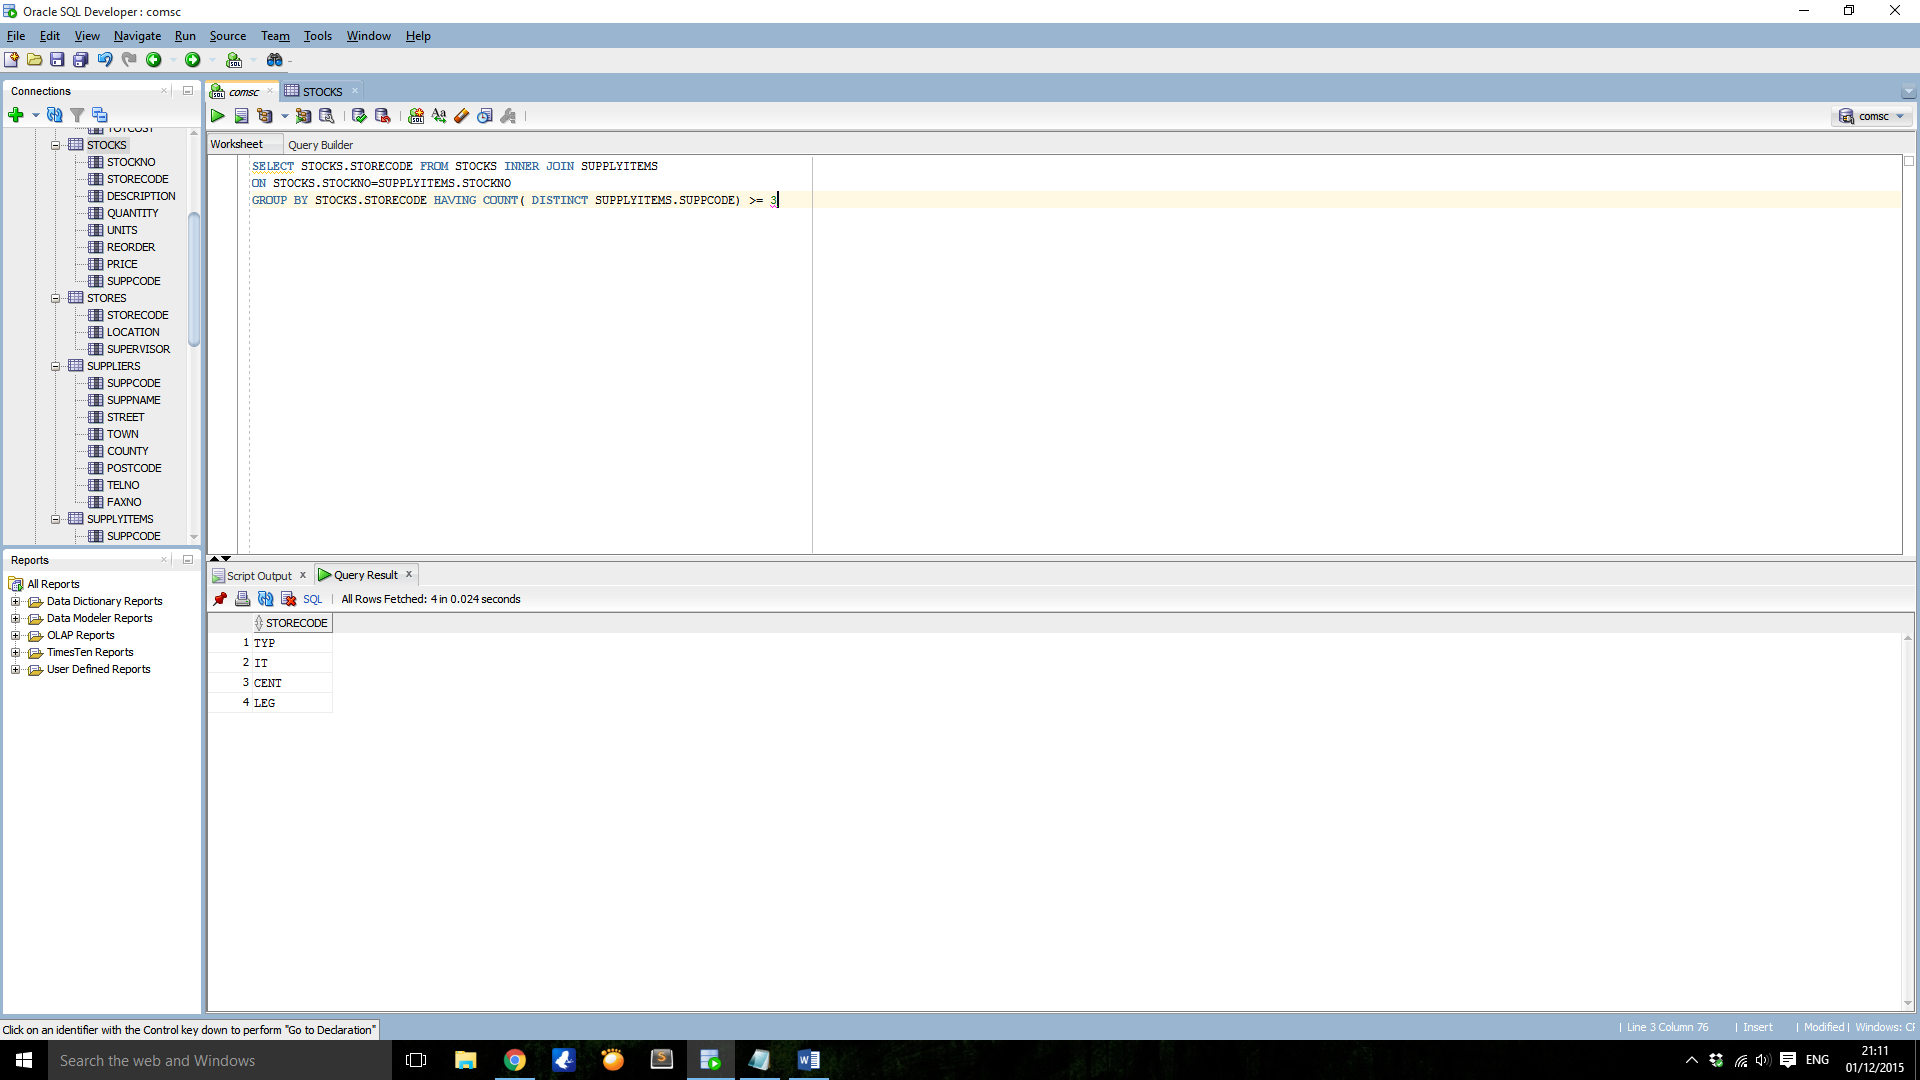 Oracle SQL Developer : comsc
File Edit View Navigate Run Source Team Tools Window Help
Connections
TOTCOST
STOCKS
STOCKNO
STORECODE
DESCRIPTION
QUANTITY
UNITS
REORDER
PRICE
SUPPCODE
STORES
STORECODE
LOCATION
SUPERVISOR
SUPPLIERS
SUPPCODE
SUPPNAME
STREET
TOWN
COUNTY
POSTCODE
TELNO
FAXNO
SUPPLYITEMS
SUPPCODE
Reports
All Reports
Data Dictionary Reports
Data Modeler Reports
OLAP Reports
TimesTen Reports
User Defined Reports
comsc STOCKS
comsc
Worksheet Query Builder
SELECT STOCKS.STORECODE FROM STOCKS INNER JOIN SUPPLYITEMS
ON STOCKS.STOCKNO=SUPPLYITEMS.STOCKNO
GROUP BY STOCKS.STORECODE HAVING COUNT( DISTINCT SUPPLYITEMS.SUPPCODE) >= 3
Script Output x Query Result x
SQL | All Rows Fetched: 4 in 0.024 seconds
STORECODE
1 TYP
2 IT
3 CENT
4 LEG
Click on an identifier with the Control key down to perform "Go to Declaration"
| Line 3 Column 76 | Insert | Modified | Windows: CF
Search the web and Windows
ENG
21:11
01/12/2015